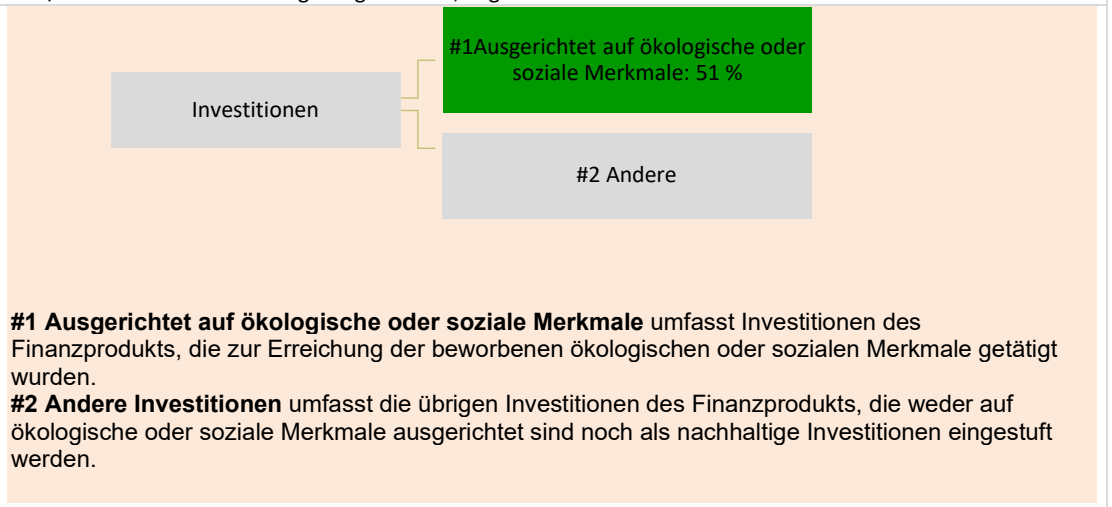 #1Ausgerichtet auf ökologische oder
soziale Merkmale: 51 %
Investitionen
#2 Andere
#1 Ausgerichtet auf ökologische oder soziale Merkmale umfasst Investitionen des
Finanzprodukts, die zur Erreichung der beworbenen ökologischen oder sozialen Merkmale getätigt
wurden.
#2 Andere Investitionen umfasst die übrigen Investitionen des Finanzprodukts, die weder auf
ökologische oder soziale Merkmale ausgerichtet sind noch als nachhaltige Investitionen eingestuft
werden.